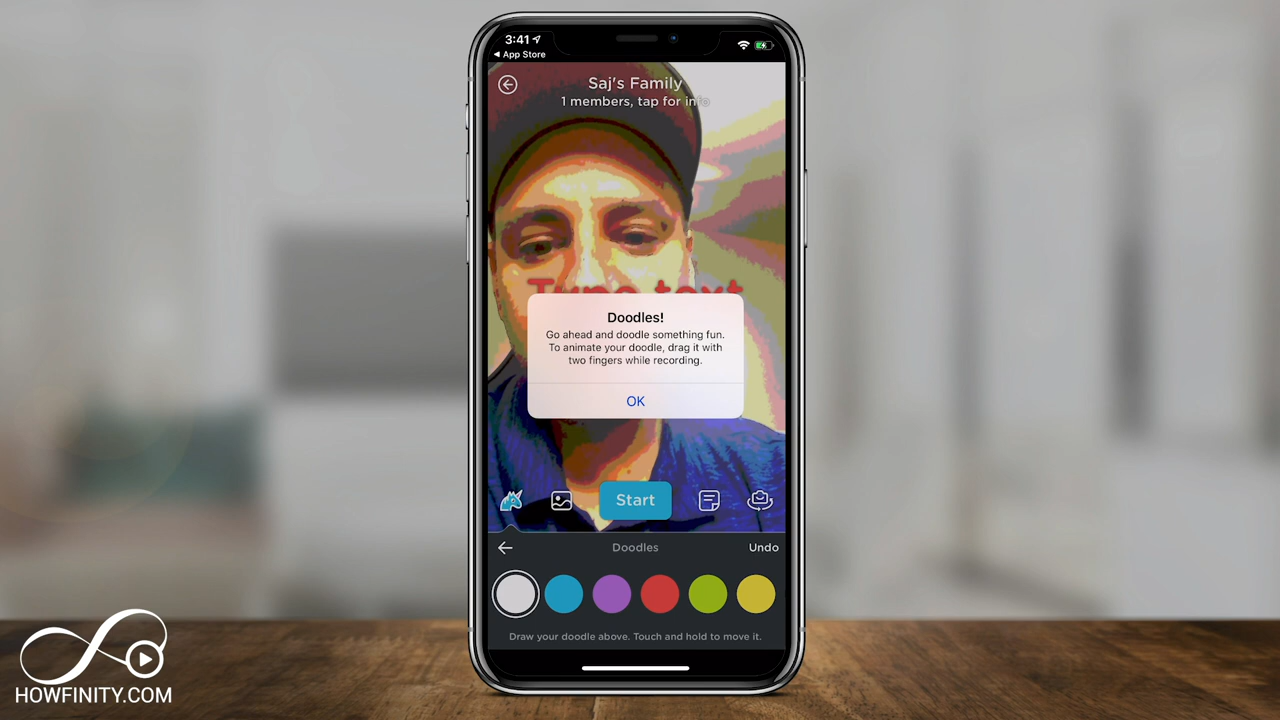 3:41
App Store
Saj's Family
1 members, tap for info
Type text
Doodles!
Go ahead and doodle something fun.
To animate your doodle, drag it with
two fingers while recording.
OK
Start
Doodles
Undo
Draw your doodle above. Touch and hold to move it.
HOWFINITY.COM